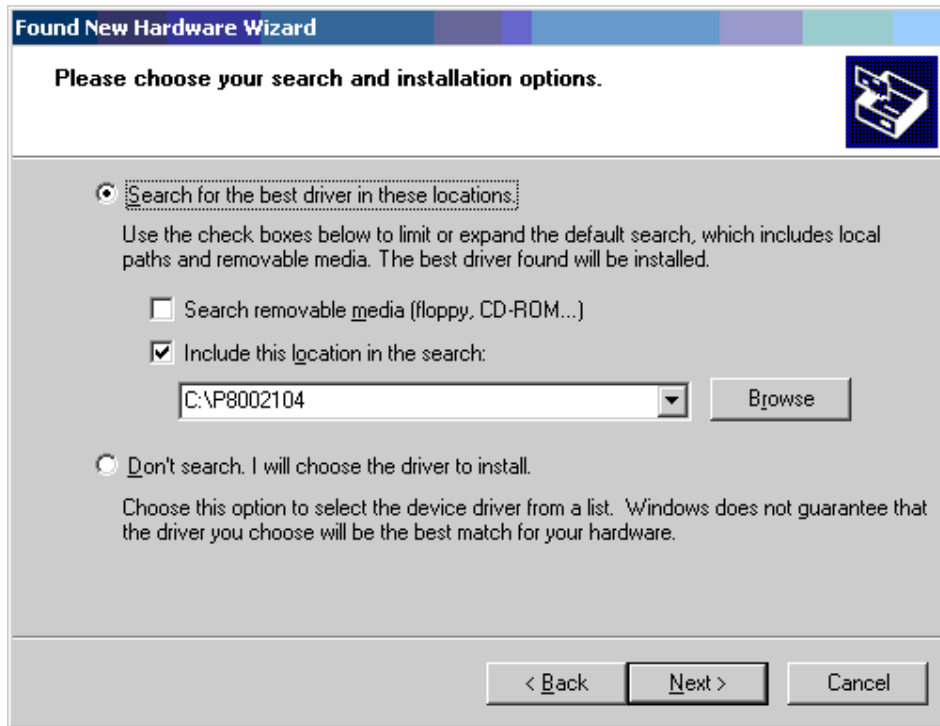 Found New Hardware Wizard
Please choose your search and installation options.
Search for the best driver in these locations.
Use the check boxes below to limit or expand the default search, which includes local
paths and removable media. The best driver found will be installed.
Search removable media (floppy, CD-ROM...)
Include this location in the search:
C:\P8002104
Browse
Don't search. I will choose the driver to install.
Choose this option to select the device driver from a list.  Windows does not guarantee that
the driver you choose will be the best match for your hardware.
< Back
Next >
Cancel